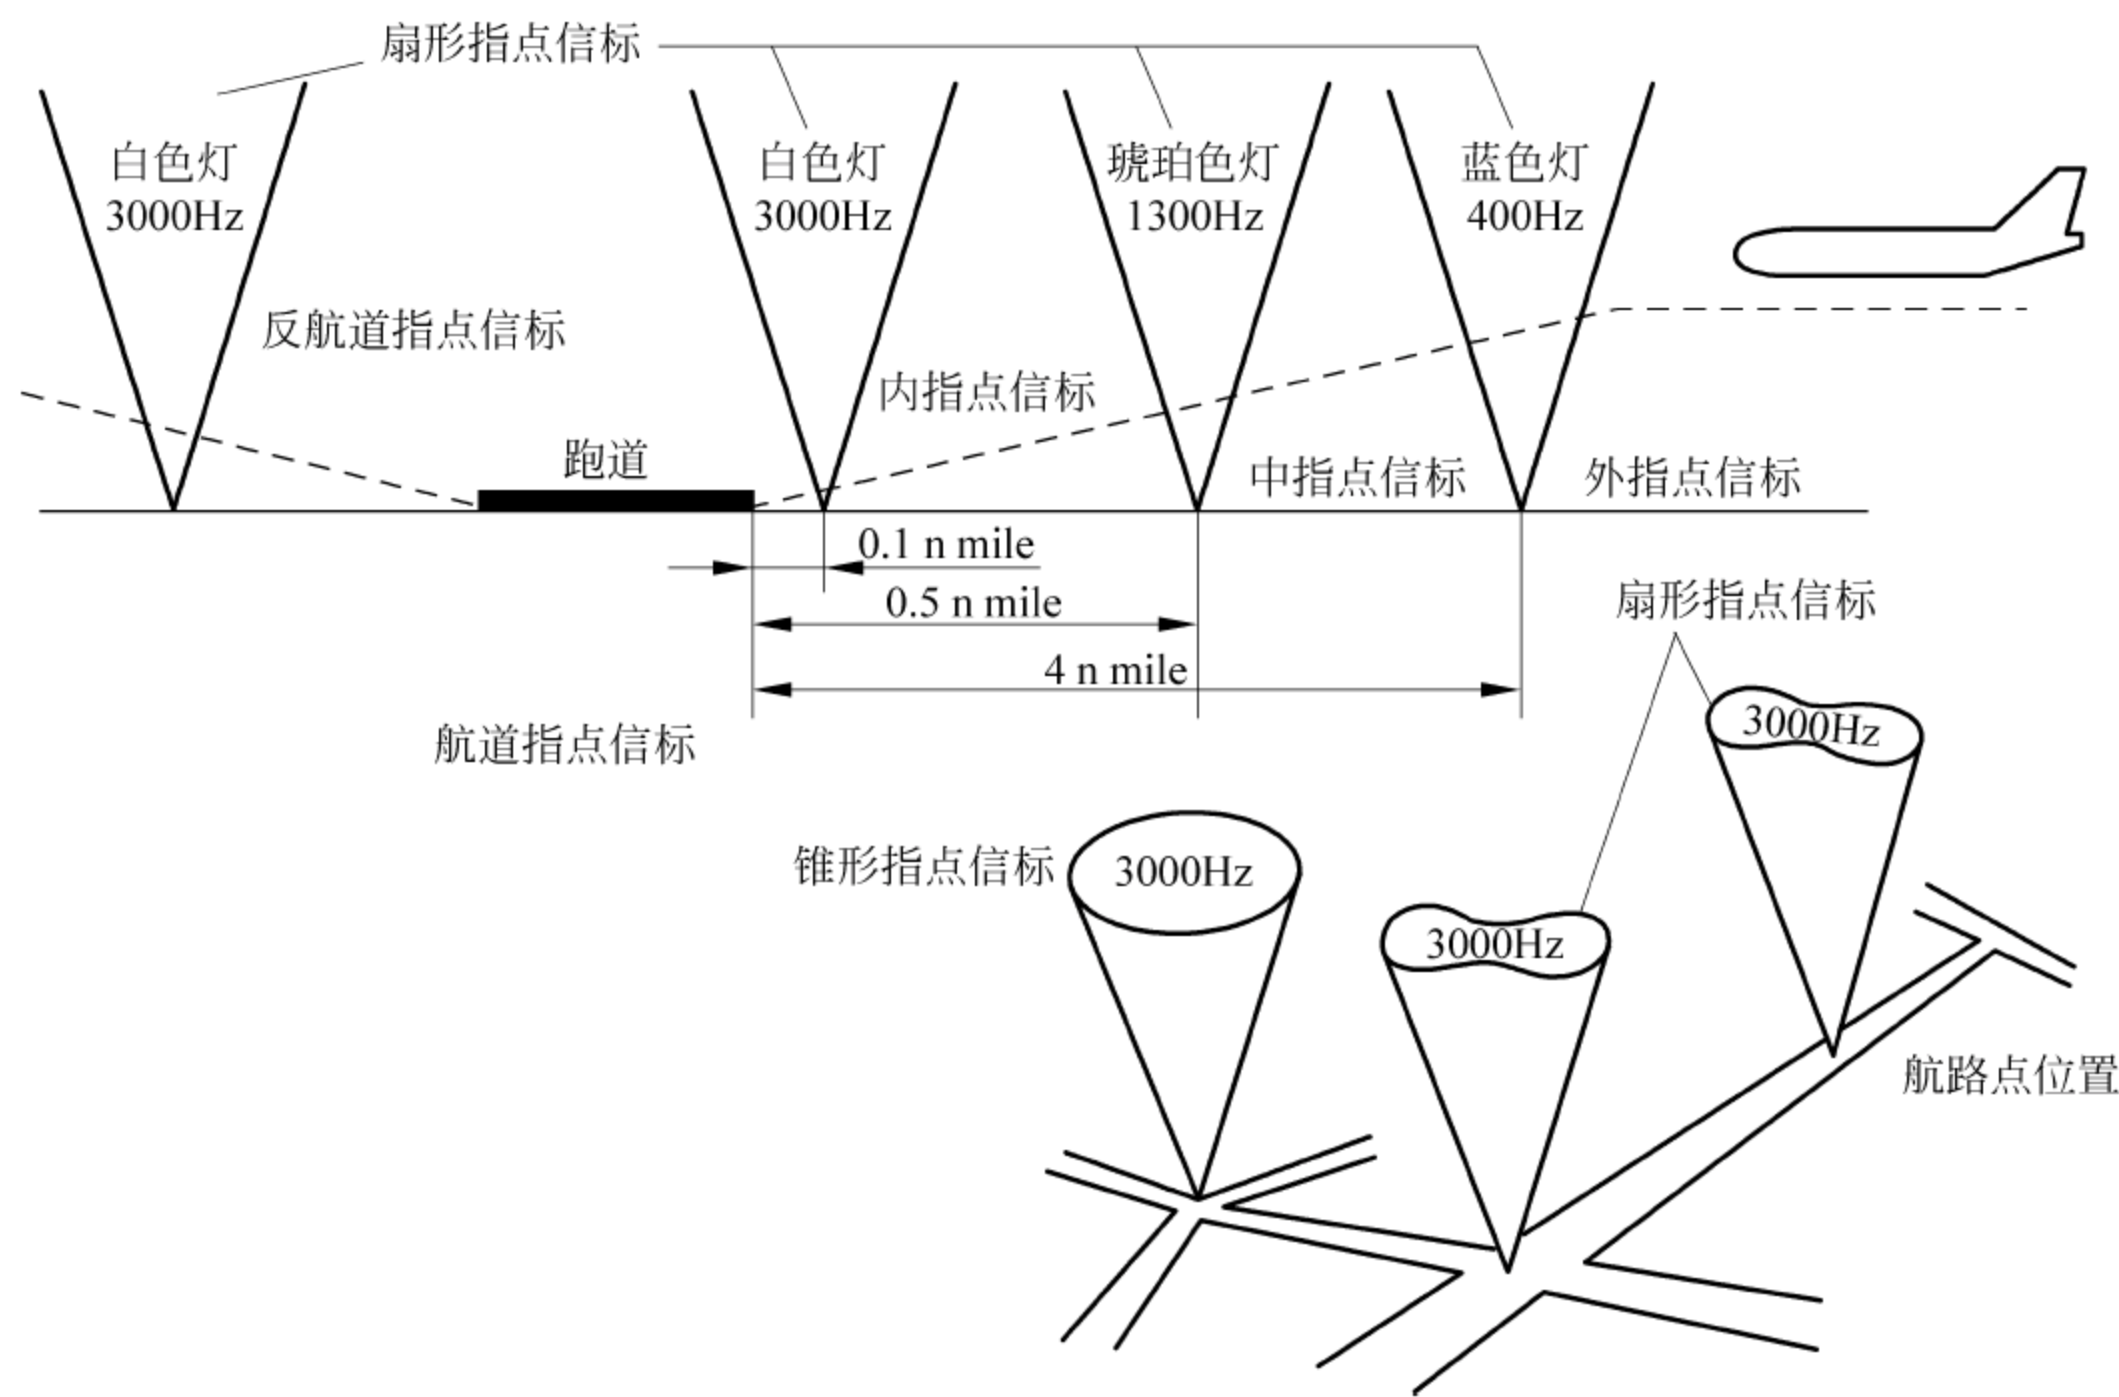 扇形指点信标
白色灯
3000Hz
白色灯
3000Hz
琥珀色灯
1300Hz
蓝色灯
400Hz
反航道指点信标
内指点信标
跑道
中指点信标
外指点信标
0.1 n mile
0.5 n mile
4 n mile
航道指点信标
扇形指点信标
3000Hz
锥形指点信标
3000Hz
3000Hz
航路点位置